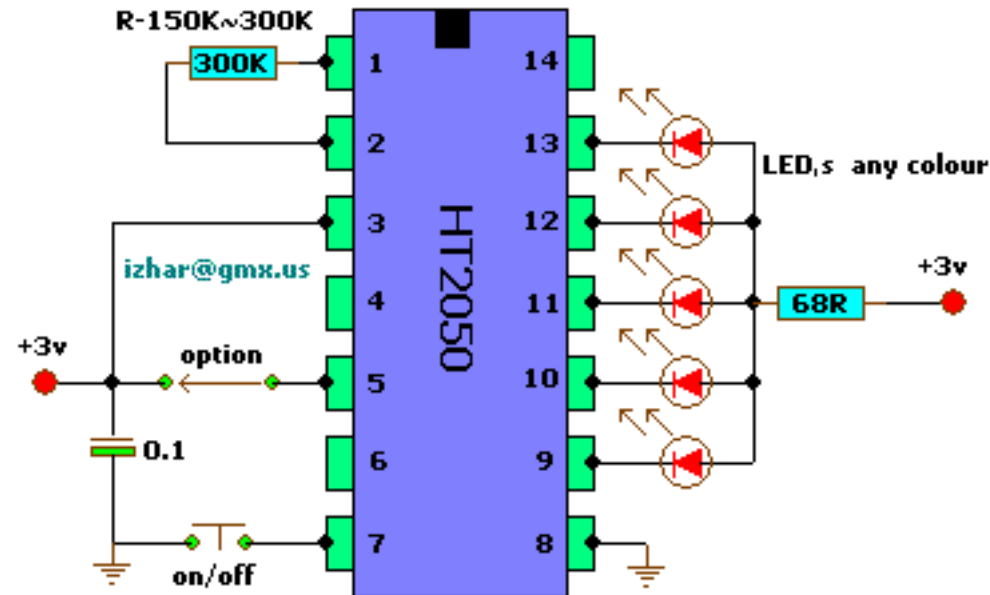 R-150K~300K
300K
1
14
2
13
LED,s any colour
3
12
izhar@gmx.us
+3v
4
11
68R
HT2050
+3v
option
5
10
0.1
6
9
7
8
on/off